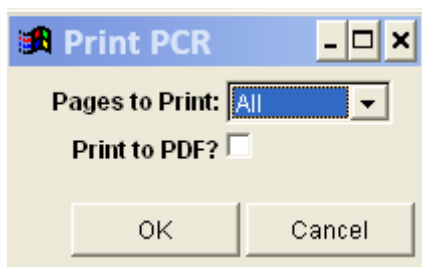 Print PCR
Pages to Print: All
Print to PDF?
OK Cancel